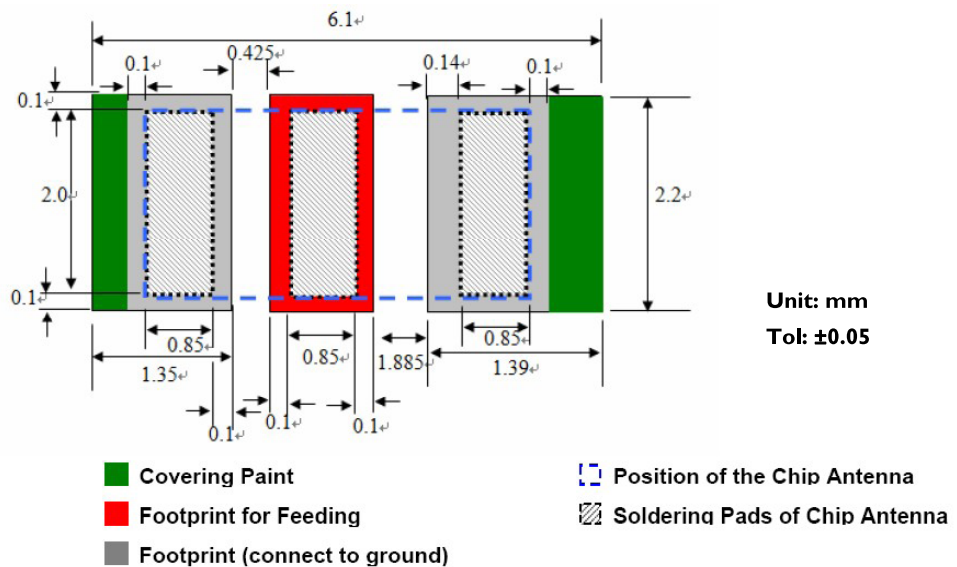 6.1
0.425
0.1
0.14
0.1
0.1
2.0
2.2
0.1
0.85
0.85
1.885
0.85
1.35
1.39
0.1
0.1
0.1
Unit: mm
Tol: ±0.05
Covering Paint
Position of the Chip Antenna
Footprint for Feeding
Soldering Pads of Chip Antenna
Footprint (connect to ground)